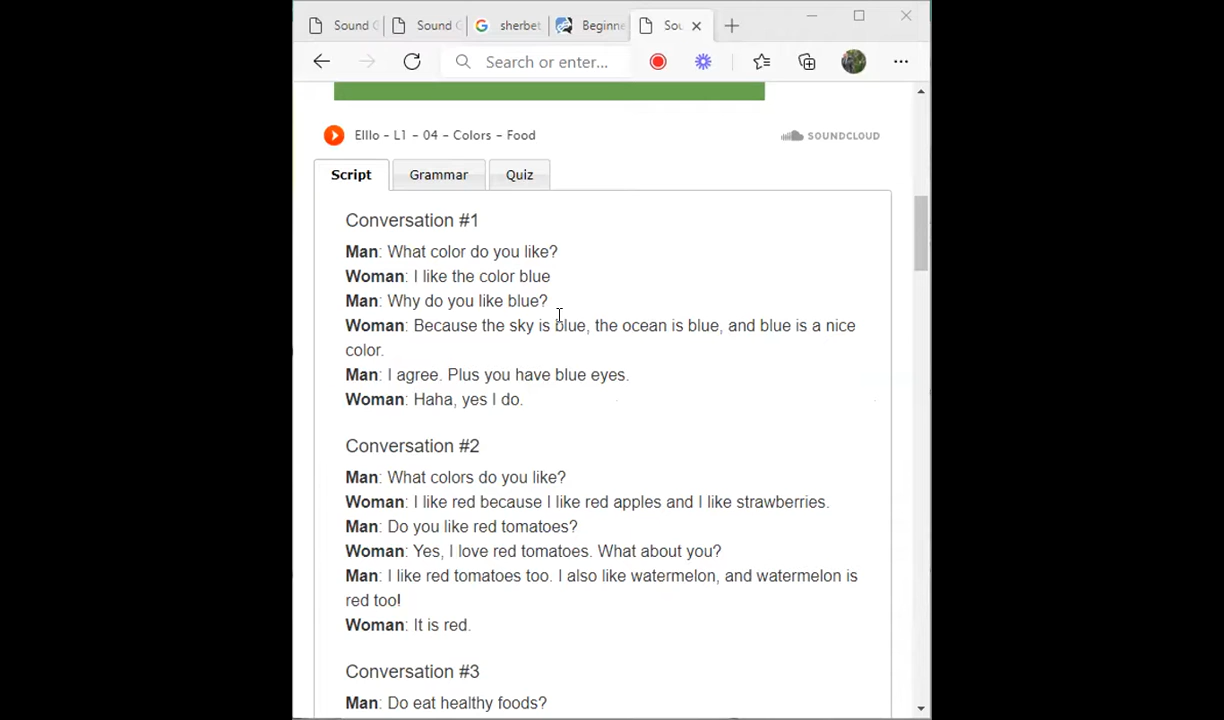 Sound
Sound
sherbet
Beginne
Sou
Search or enter...
Elllo - L1 - 04 - Colors - Food
SOUNDCLOUD
Script
Grammar
Quiz
Conversation #1
Man: What color do you like?
Woman: I like the color blue
Man: Why do you like blue?
Woman: Because the sky is blue, the ocean is blue, and blue is a nice
color.
Man: I agree. Plus you have blue eyes.
Woman: Haha, yes I do.
Conversation #2
Man: What colors do you like?
Woman: I like red because I like red apples and I like strawberries.
Man: Do you like red tomatoes?
Woman: Yes, I love red tomatoes. What about you?
Man: I like red tomatoes too. I also like watermelon, and watermelon is
red too!
Woman: It is red.
Conversation #3
Man: Do eat healthy foods?